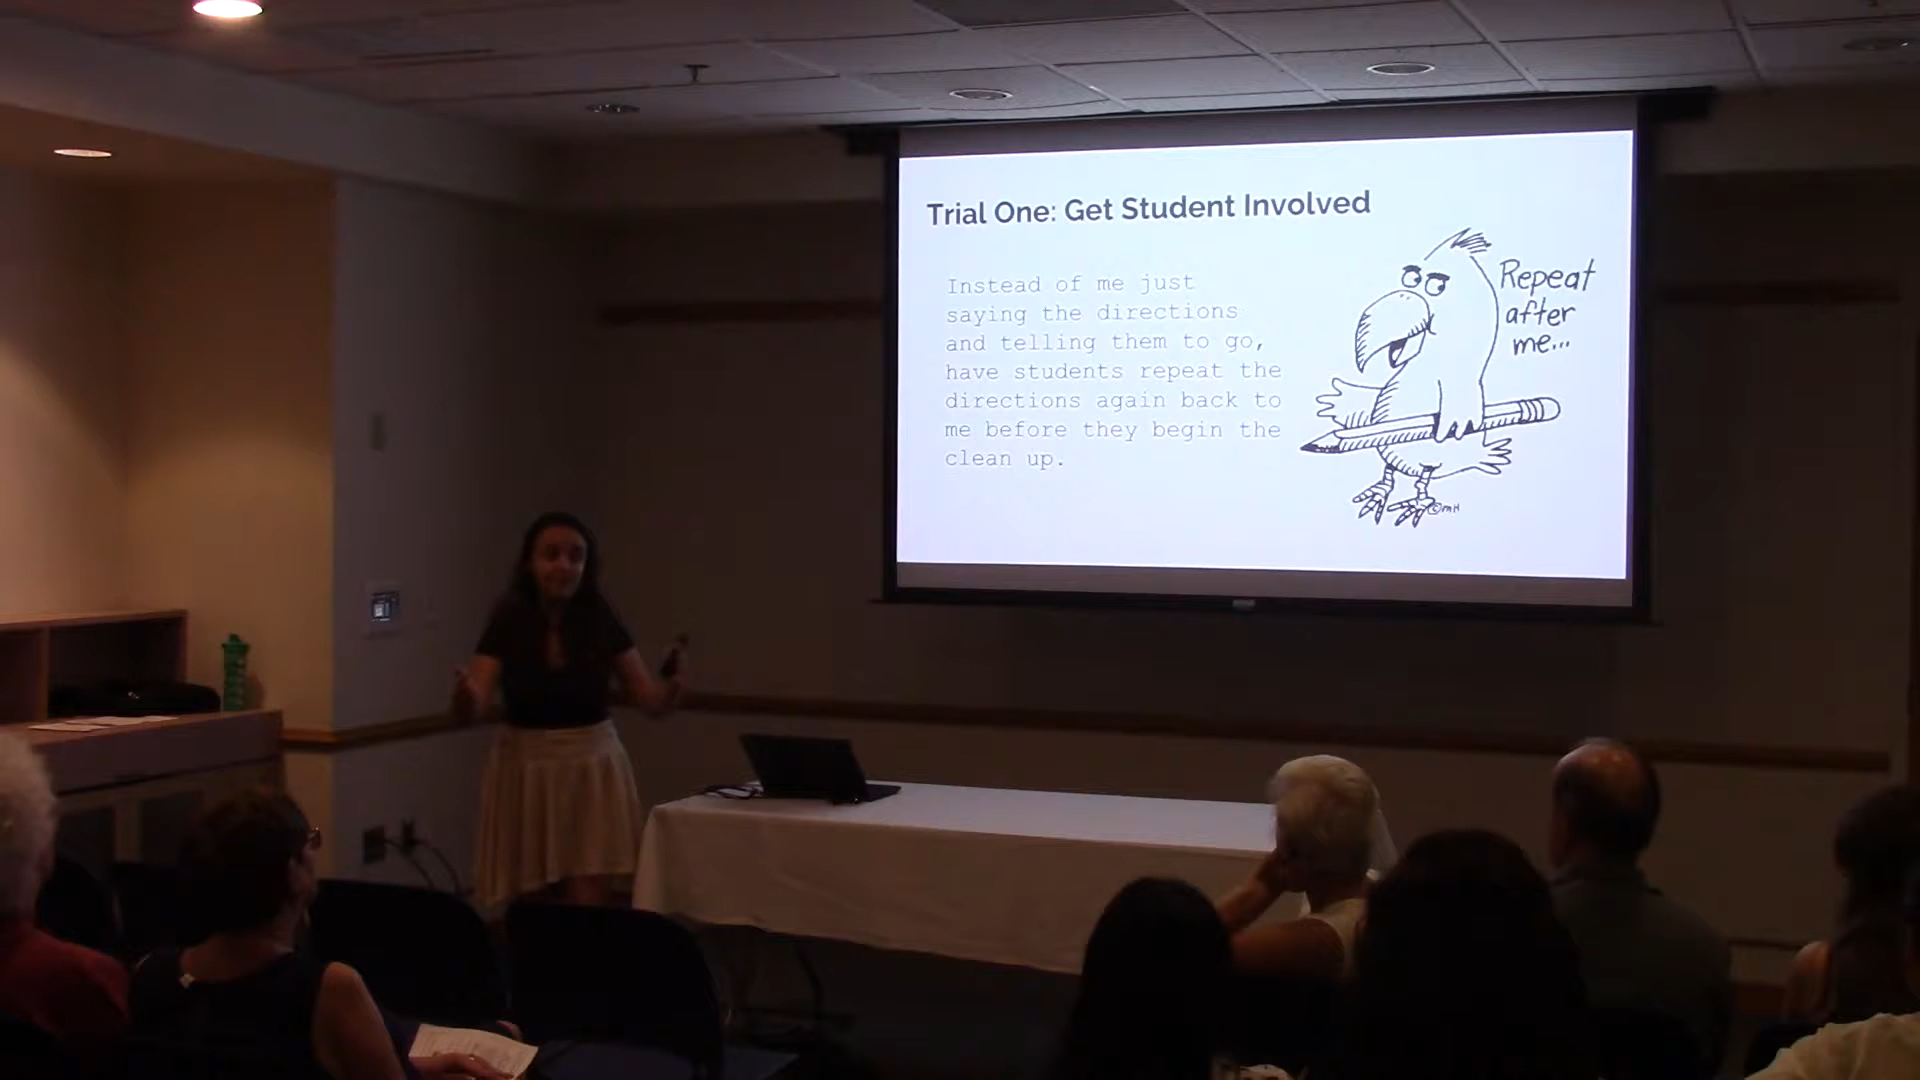 Trial One: Get Student Involved
Instead of me just
saying the directions
and telling them to go,
have students repeat the
directions again back to
me before they begin the
clean up.
Repeat
after
me...
©MH